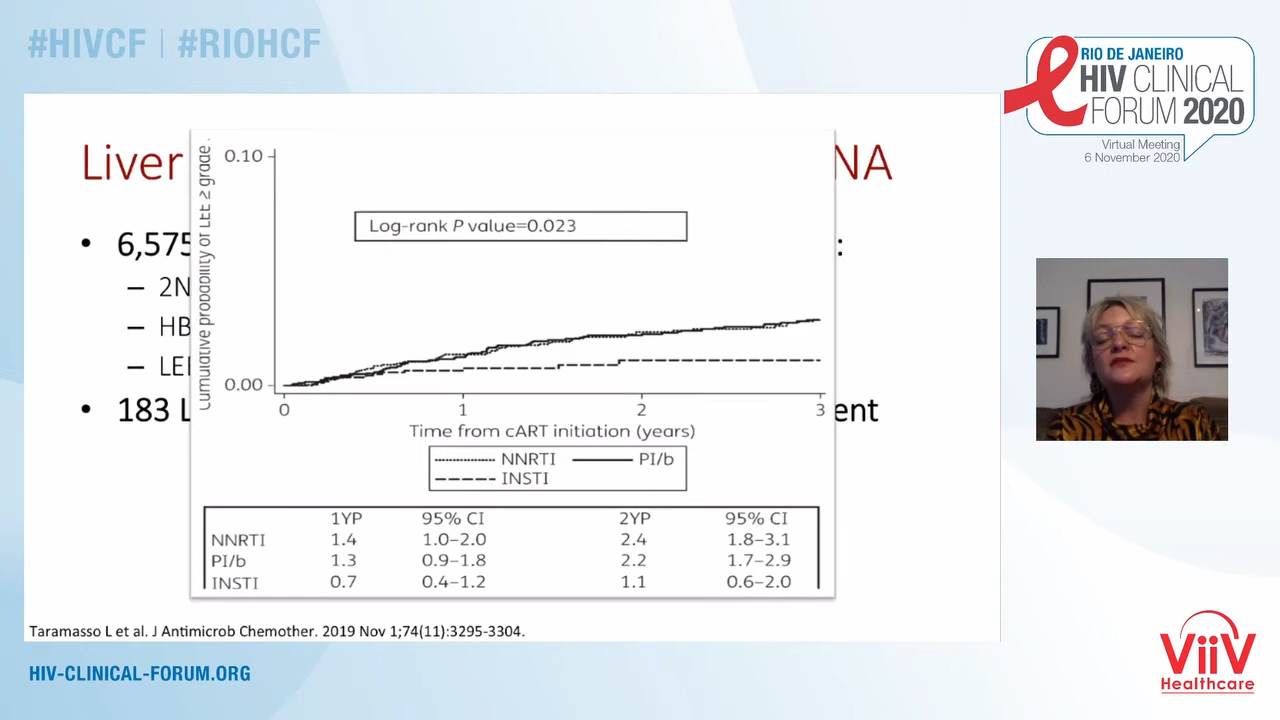 #HIVCF | #RIOHCF
RIO DE JANEIRO
HIV CLINICAL
FORUM 2020
Virtual Meeting
6 November 2020
Liver
NA
• 6,575
:
– 2N
– HB
– LEE
• 183 L
ent
Cumulative probability of LEE ≥ grade
0.10
0.00
Log-rank P value=0.023
0 1 2 3
Time from cART initiation (years)
NNRTI PI/b
INSTI
1YP 95% CI 2YP 95% CI
NNRTI 1.4 1.0–2.0 2.4 1.8–3.1
PI/b 1.3 0.9–1.8 2.2 1.7–2.9
INSTI 0.7 0.4–1.2 1.1 0.6–2.0
Taramasso L et al. J Antimicrob Chemother. 2019 Nov 1;74(11):3295-3304.
HIV-CLINICAL-FORUM.ORG
ViiV
Healthcare